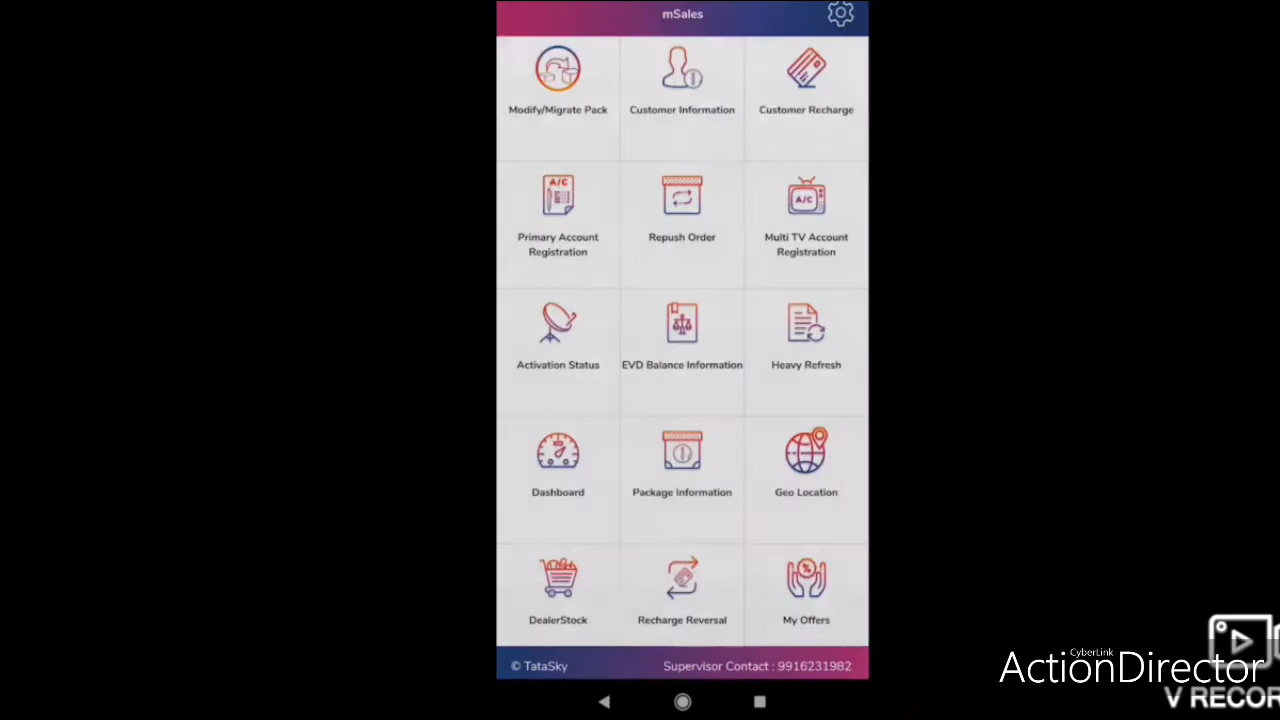 mSales
Modify/Migrate Pack
Customer Information
Customer Recharge
A/C
A/C
Primary Account
Registration
Repush Order
Multi TV Account
Registration
Activation Status
EVD Balance Information
Heavy Refresh
Dashboard
Package Information
Geo Location
%
DealerStock
Recharge Reversal
My Offers
© TataSky
Supervisor Contact : 9916231982
CyberLink
ActionDirector
V RECOR